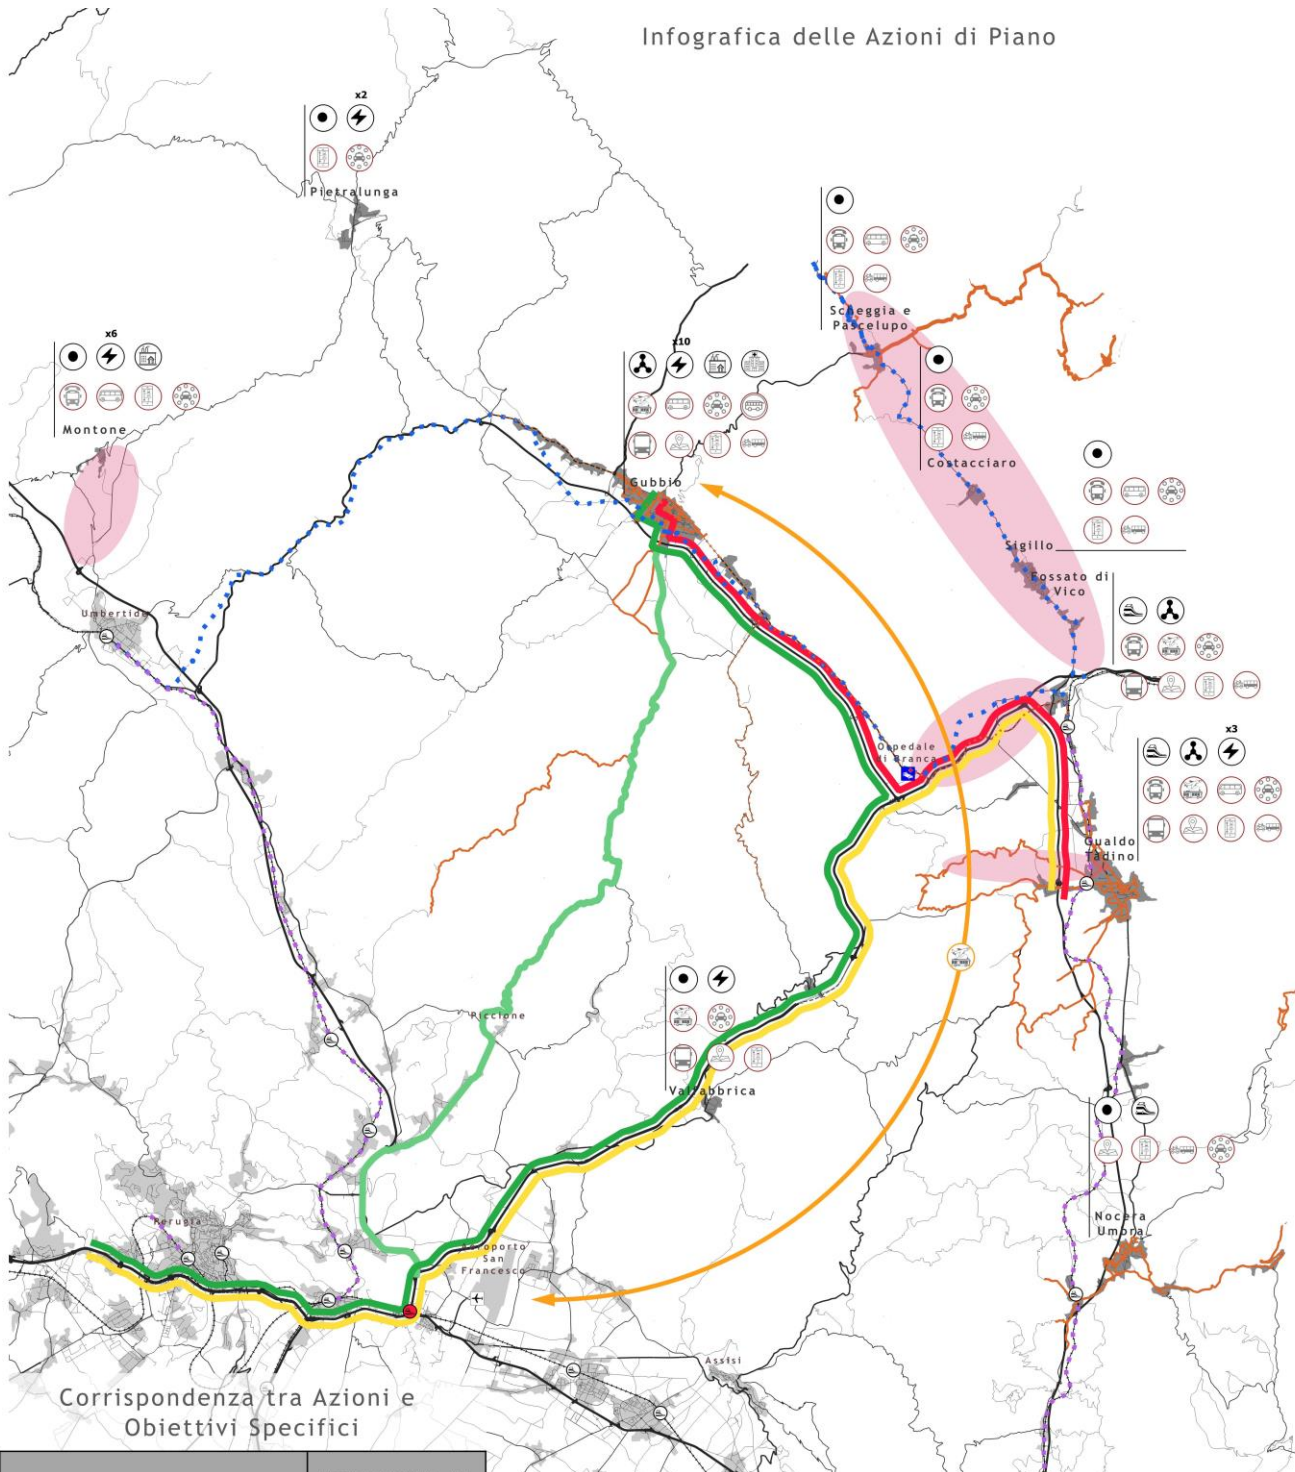 Infografica delle Azioni di Piano
x2
Pietralunga
Scheggia e
Pascelupo
x6
Montone
x10
Gubbio
Costacciaro
Sigillo
Fossato di
Vico
Umbertide
Ospedale
di Branca
x3
Gualdo
Tadino
Piccione
Valfabbrica
Perugia
Aeroporto
San
Francesco
Nocera
Umbra
Assisi
Corrispondenza tra Azioni e
Obiettivi Specifici